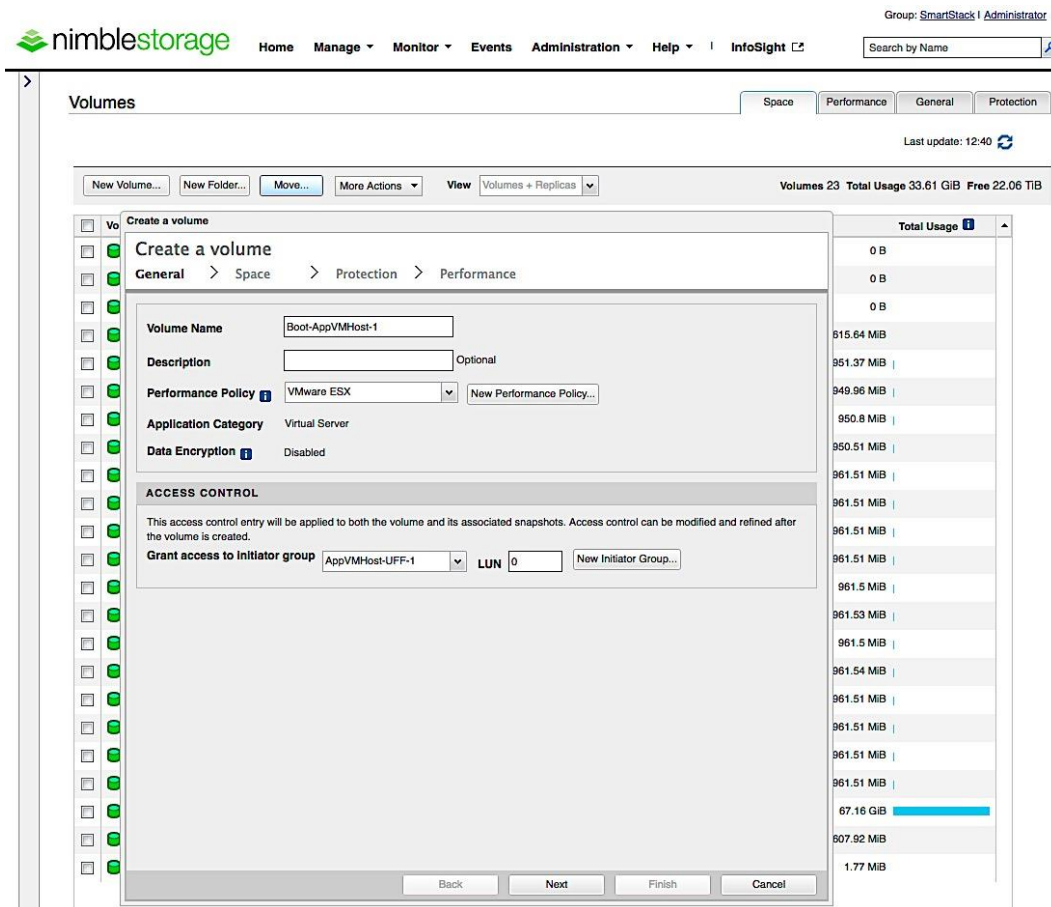 Group: SmartStack | Administrator
nimblestorage
Home Manage Monitor Events Administration Help InfoSight
Search by Name
Volumes
Space Performance General Protection
Last update: 12:40
New Volume... New Folder... Move... More Actions View Volumes + Replicas Volumes 23 Total Usage 33.61 GiB Free 22.06 TiB
Vo Total Usage
Create a volume
Create a volume
General > Space > Protection > Performance
Volume Name Boot-AppVMHost-1
Description Optional
Performance Policy VMware ESX New Performance Policy...
Application Category Virtual Server
Data Encryption Disabled
ACCESS CONTROL
This access control entry will be applied to both the volume and its associated snapshots. Access control can be modified and refined after
the volume is created.
Grant access to initiator group AppVMHost-UFF-1 LUN 0 New Initiator Group...
Back Next Finish Cancel
0 B
0 B
0 B
615.64 MiB
951.37 MiB
949.96 MiB
950.8 MiB
950.51 MiB
961.51 MiB
961.51 MiB
961.51 MiB
961.51 MiB
961.5 MiB
961.53 MiB
961.5 MiB
961.54 MiB
961.51 MiB
961.51 MiB
961.51 MiB
961.51 MiB
67.16 GiB
607.92 MiB
1.77 MiB